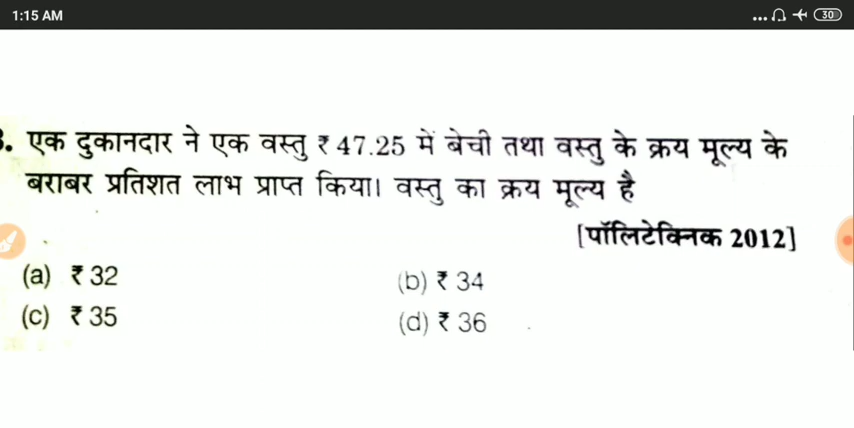 1:15 AM
30
3. एक दुकानदार ने एक वस्तु ₹ 47.25 में बेची तथा वस्तु के क्रय मूल्य के
बराबर प्रतिशत लाभ प्राप्त किया। वस्तु का क्रय मूल्य है
[पॉलिटेक्निक 2012]
(a) ₹ 32
(b) ₹ 34
(c) ₹ 35
(d) ₹ 36